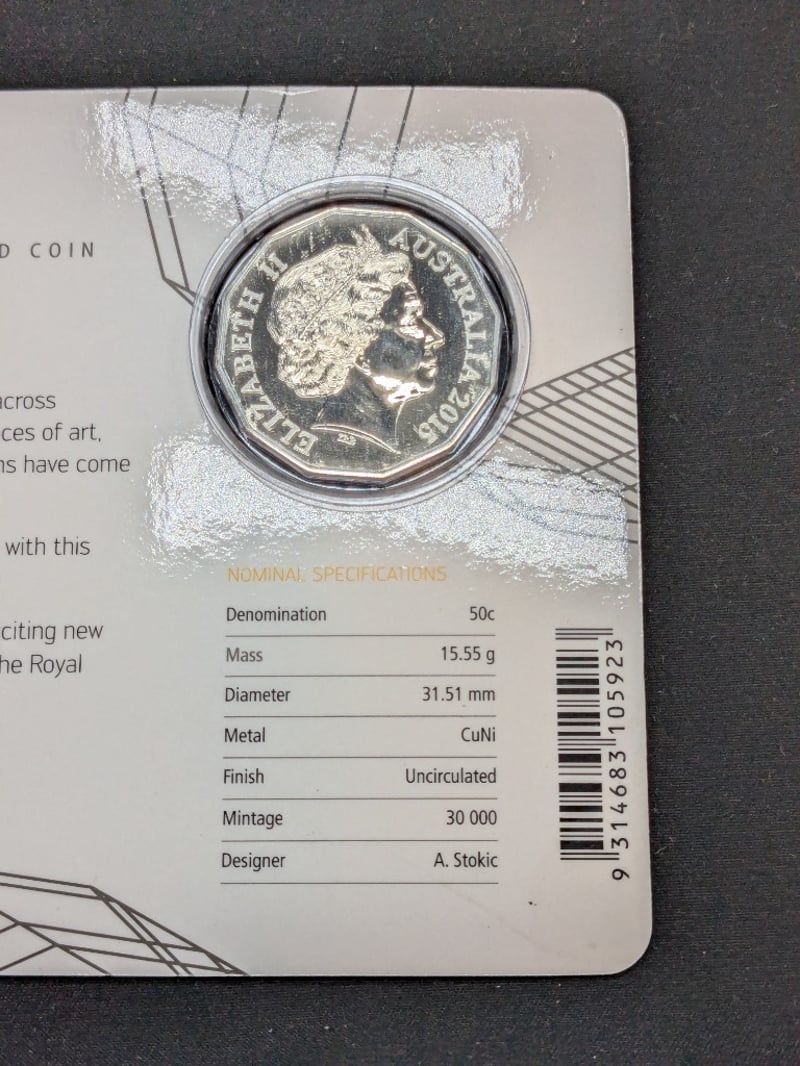 D COIN
ELIZABETH II
AUSTRALIA 2015
across
ces of art,
ns have come
with this
citing new
he Royal
NOMINAL SPECIFICATIONS
Denomination 50c
Mass 15.55 g
Diameter 31.51 mm
Metal CuNi
Finish Uncirculated
Mintage 30 000
Designer A. Stokic
9 314683 105923